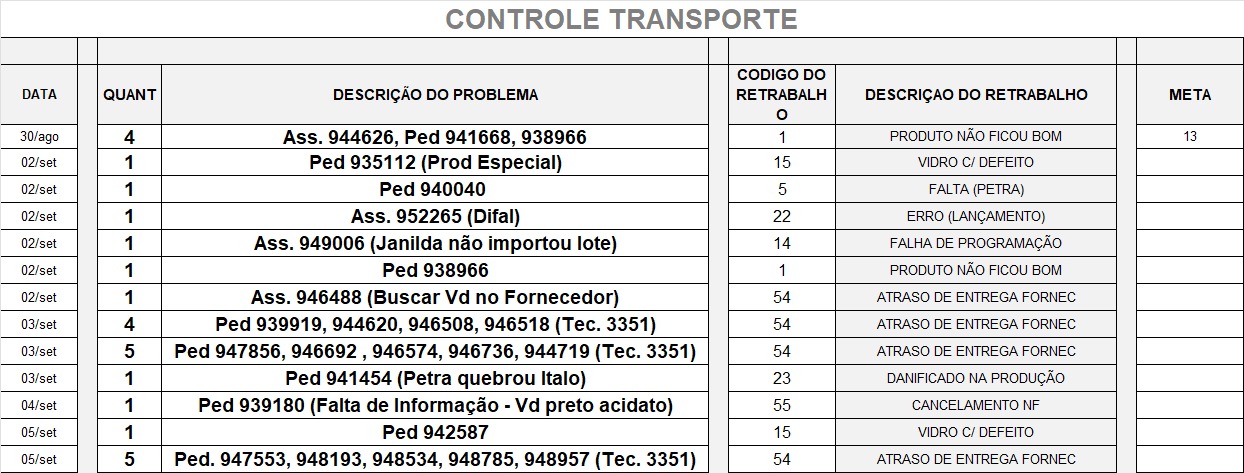 CONTROLE TRANSPORTE
DATA QUANT DESCRIÇÃO DO PROBLEMA CODIGO DO RETRABALH O DESCRIÇAO DO RETRABALHO META
30/ago 4 Ass. 944626, Ped 941668, 938966 1 PRODUTO NÃO FICOU BOM 13
02/set 1 Ped 935112 (Prod Especial) 15 VIDRO C/ DEFEITO
02/set 1 Ped 940040 5 FALTA (PETRA)
02/set 1 Ass. 952265 (Difal) 22 ERRO (LANÇAMENTO)
02/set 1 Ass. 949006 (Janilda não importou lote) 14 FALHA DE PROGRAMAÇÃO
02/set 1 Ped 938966 1 PRODUTO NÃO FICOU BOM
02/set 1 Ass. 946488 (Buscar Vd no Fornecedor) 54 ATRASO DE ENTREGA FORNEC
03/set 4 Ped 939919, 944620, 946508, 946518 (Tec. 3351) 54 ATRASO DE ENTREGA FORNEC
03/set 5 Ped 947856, 946692 , 946574, 946736, 944719 (Tec. 3351) 54 ATRASO DE ENTREGA FORNEC
03/set 1 Ped 941454 (Petra quebrou Italo) 23 DANIFICADO NA PRODUÇÃO
04/set 1 Ped 939180 (Falta de Informação - Vd preto acidato) 55 CANCELAMENTO NF
05/set 1 Ped 942587 15 VIDRO C/ DEFEITO
05/set 5 Ped. 947553, 948193, 948534, 948785, 948957 (Tec. 3351) 54 ATRASO DE ENTREGA FORNEC